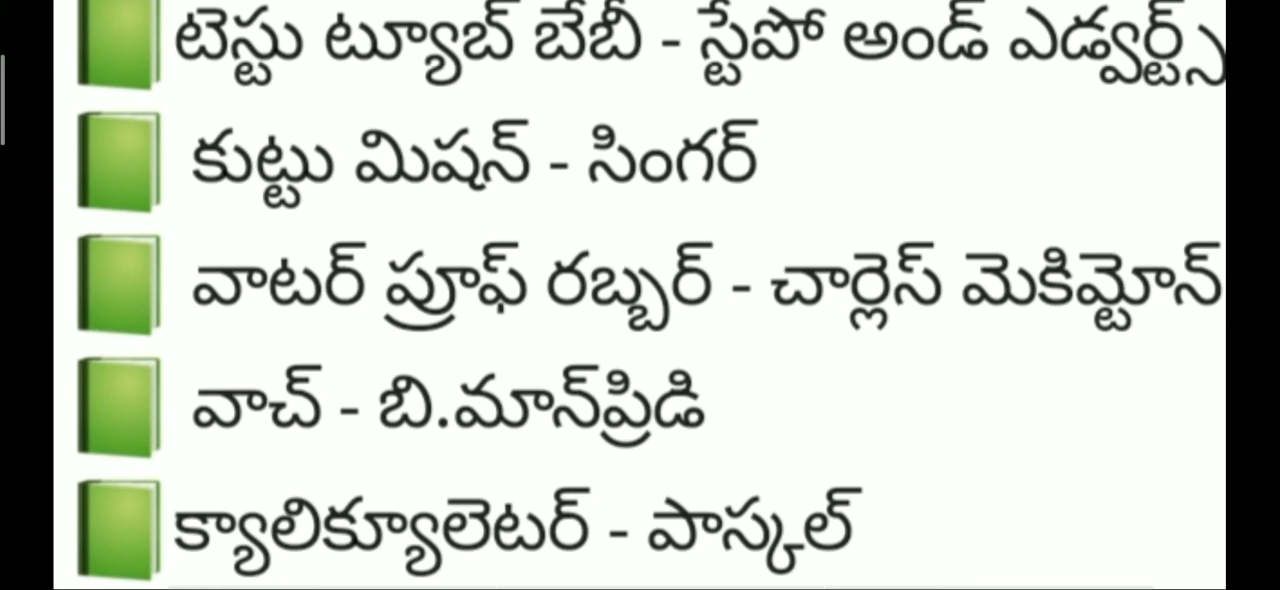 టెస్టు ట్యూబ్ బేబీ - స్టేపో అండ్ ఎడ్వర్ట్స్
కుట్టు మిషన్ - సింగర్
వాటర్ ప్రూఫ్ రబ్బర్ - చార్లెస్ మెకిమ్టోన్
వాచ్ - బి.మాన్‌ప్రిడి
క్యాలిక్యూలెటర్ - పాస్కల్